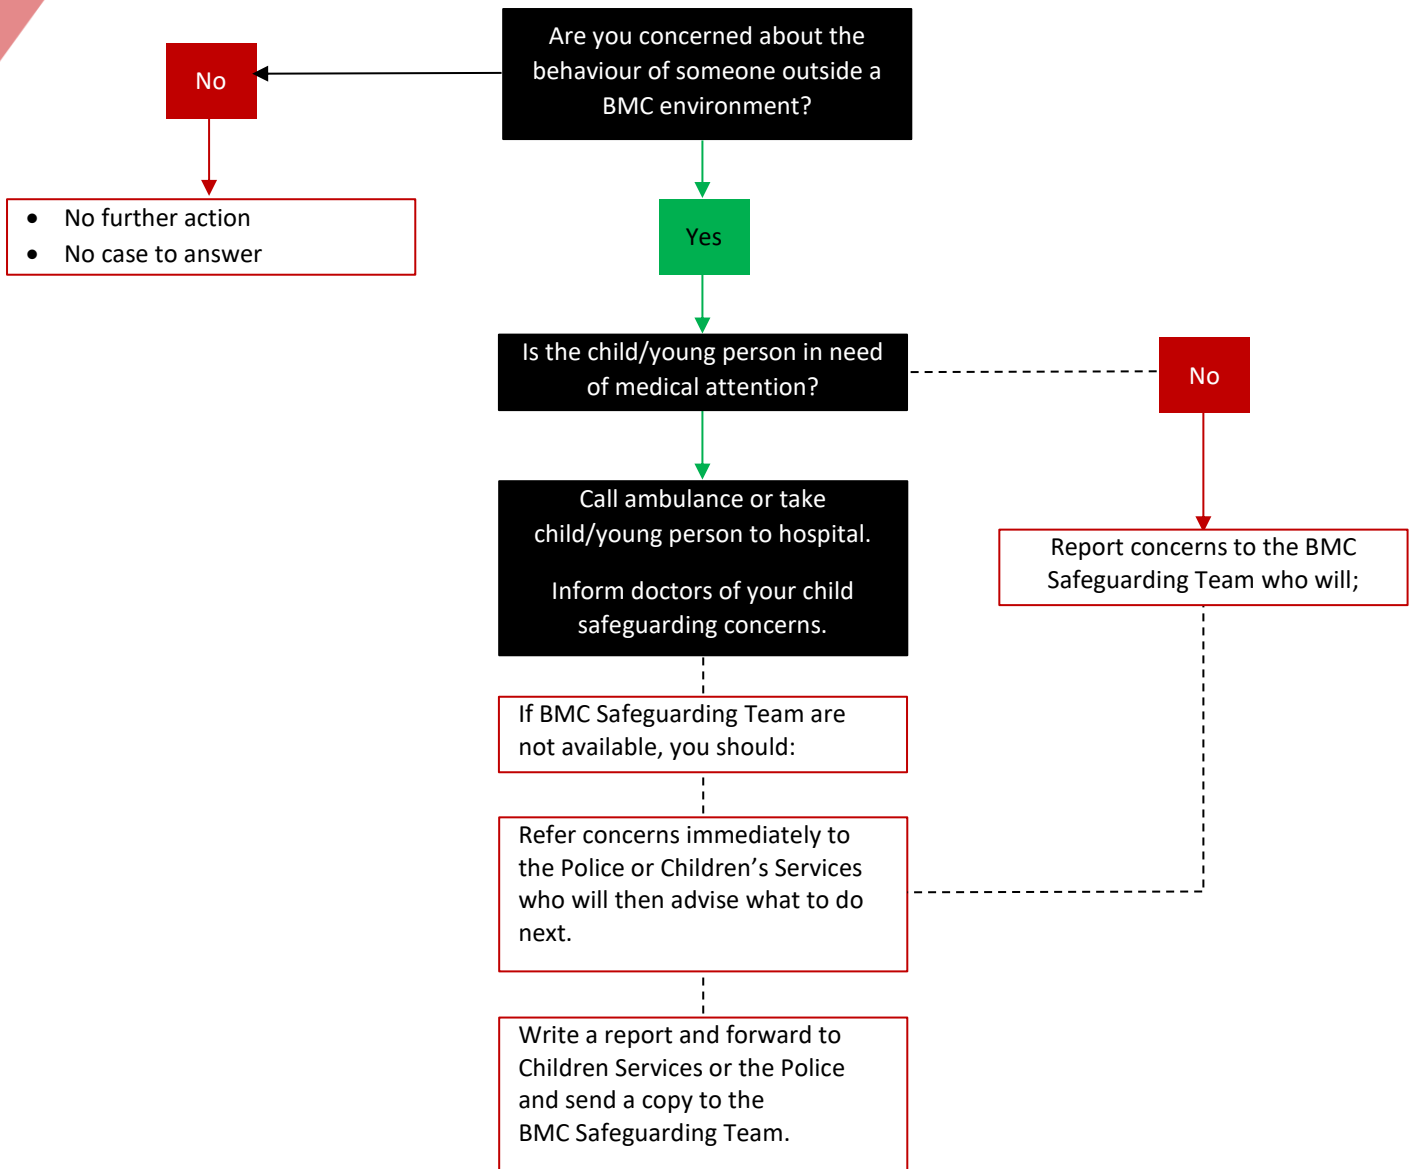 Are you concerned about the
behaviour of someone outside a
BMC environment?
No
• No further action
• No case to answer
Yes
Is the child/young person in need
of medical attention?
No
Call ambulance or take
child/young person to hospital.
Inform doctors of your child
safeguarding concerns.
Report concerns to the BMC
Safeguarding Team who will;
If BMC Safeguarding Team are
not available, you should:
Refer concerns immediately to
the Police or Children’s Services
who will then advise what to do
next.
Write a report and forward to
Children Services or the Police
and send a copy to the
BMC Safeguarding Team.